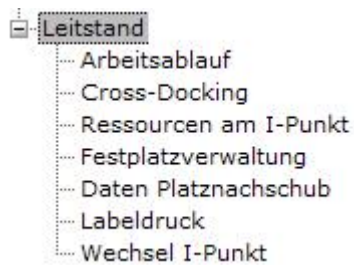 Leitstand
Arbeitsablauf
Cross-Docking
Ressourcen am I-Punkt
Festplatzverwaltung
Daten Platznachschub
Labeldruck
Wechsel I-Punkt